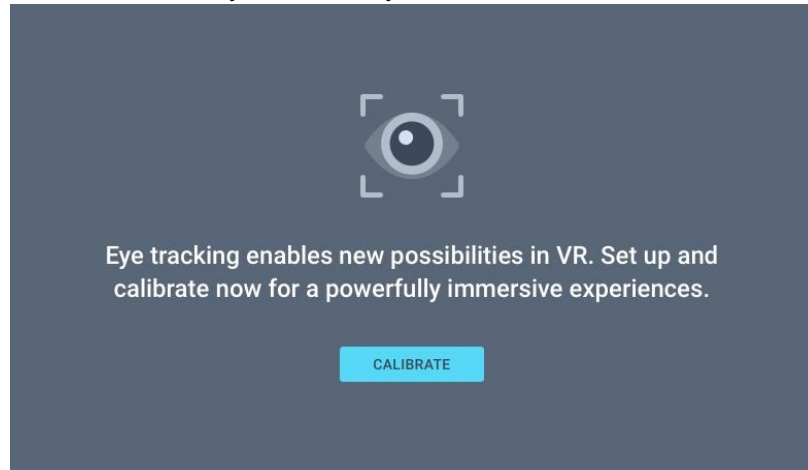 Eye tracking enables new possibilities in VR. Set up and
calibrate now for a powerfully immersive experiences.
CALIBRATE